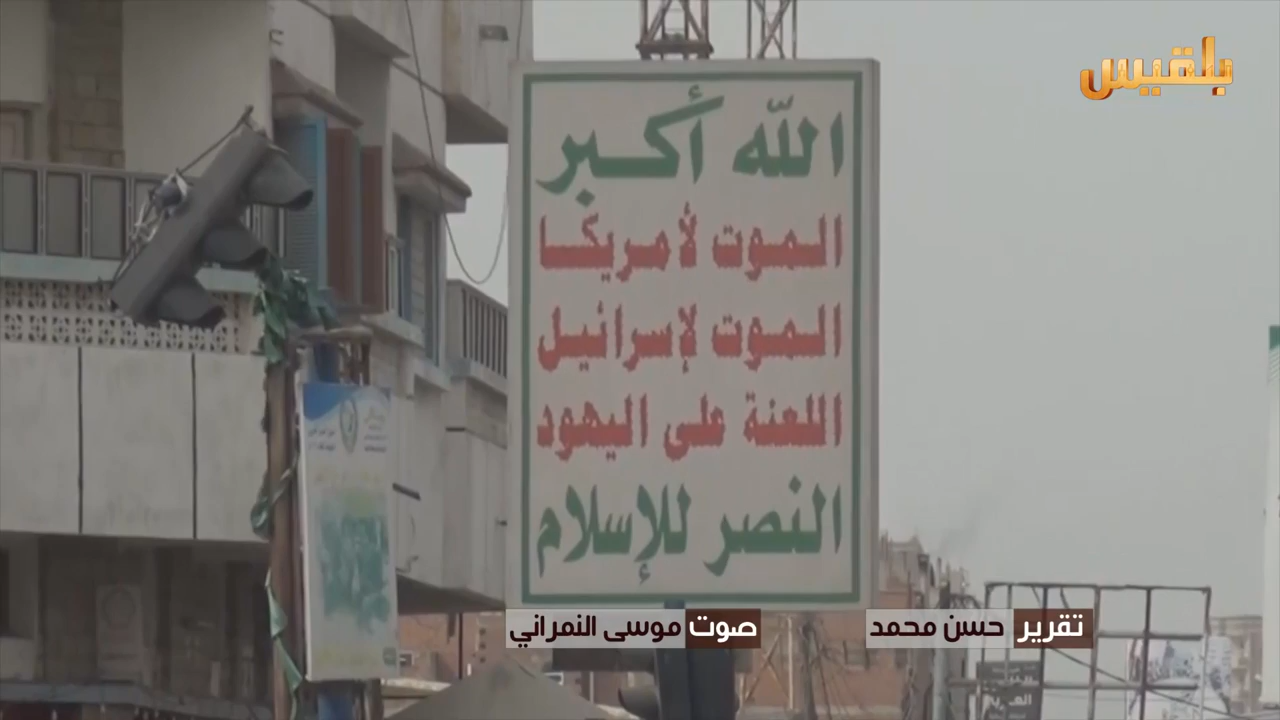 بلقيس
الله أكبر
الموت لأمريكا
الموت لإسرائيل
اللعنة على اليهود
النصر للإسلام
تقرير حسن محمد
صوت موسى النمراني